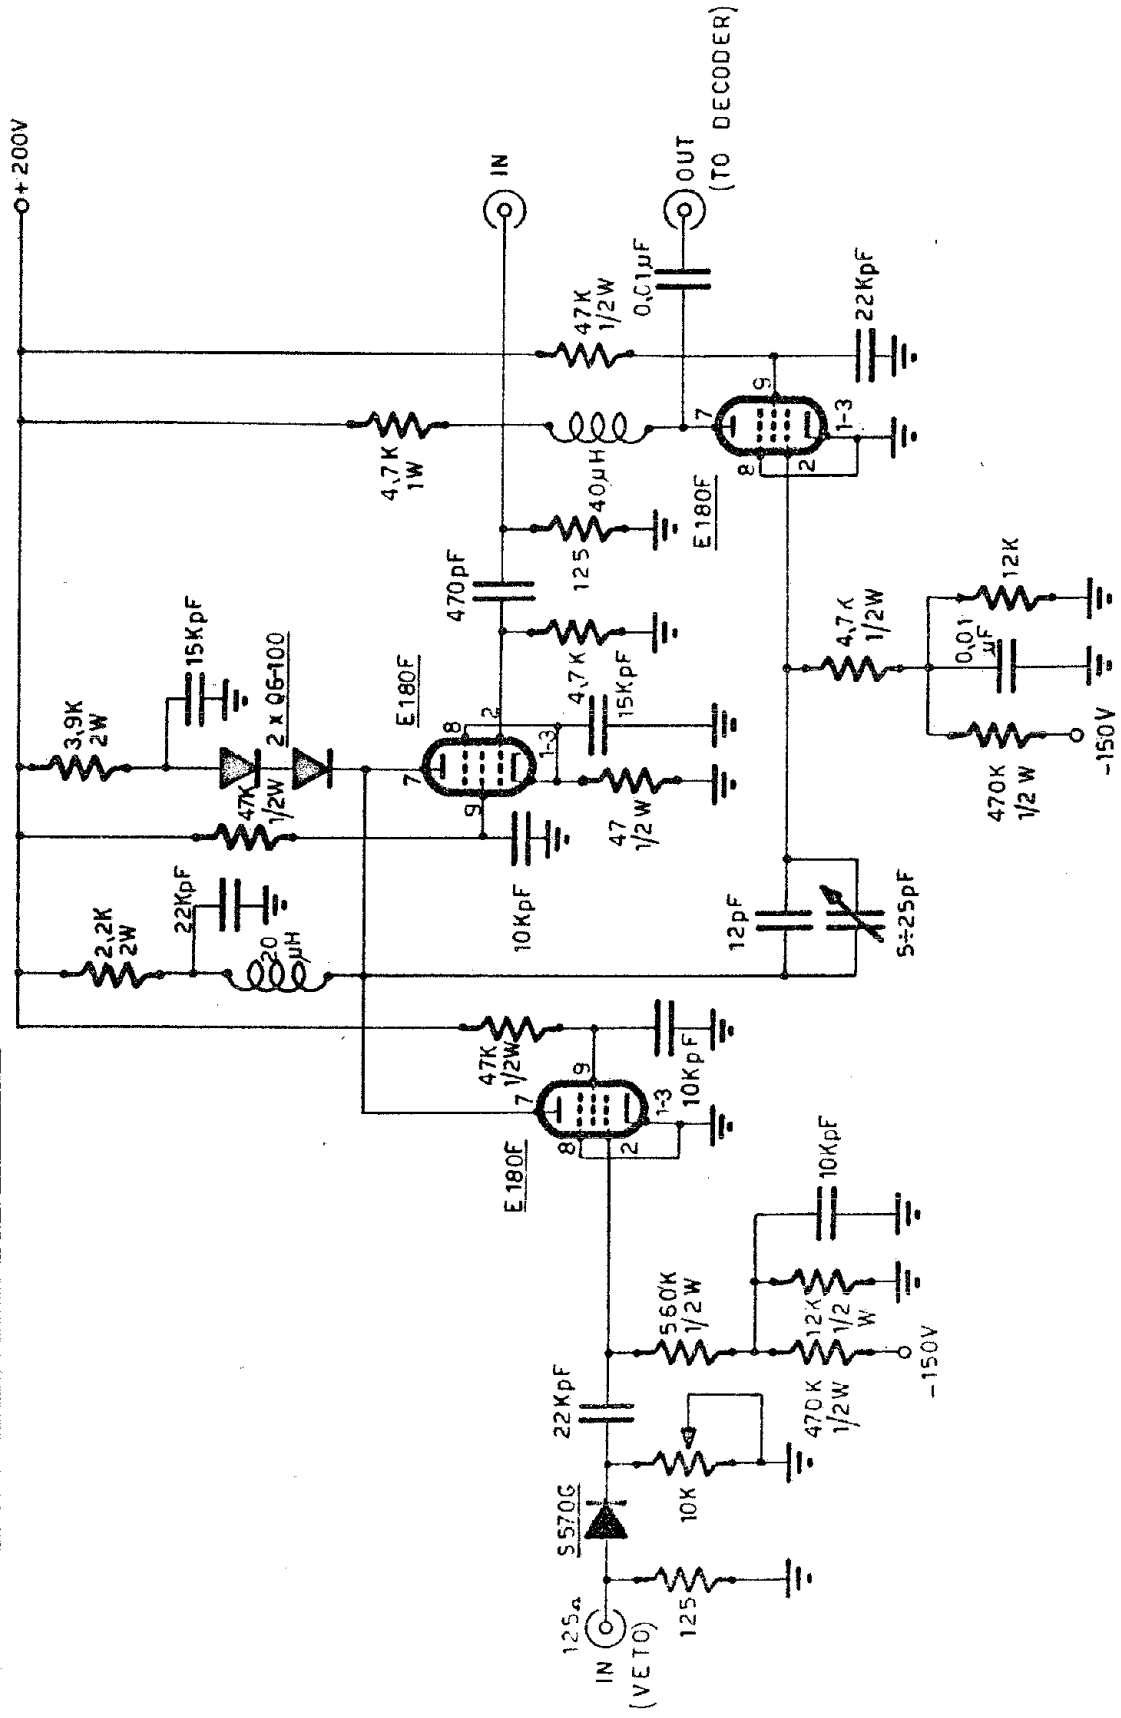 + 200V
3,9K
2W
15KpF
2 x Q6-100
47K
1/2W
2,2K
2W
22KpF
20
µH
IN
OUT
(TO DECODER)
0,01µF
47K
1/2W
22KpF
4,7K
1W
40µH
E180F
7
8
9
2
1-3
470pF
125
4,7K
15KpF
E180F
7
8
9
2
1-3
47
1/2W
10KpF
4,7K
1/2W
0,01
µF
12K
470K
1/2W
-150V
12pF
5÷25pF
47K
1/2W
10KpF
E180F
7
8
9
2
1-3
10KpF
560K
1/2W
12K
1/2
W
470K
1/2W
-150V
22KpF
10K
S570G
125
125Ω
IN
(VETO)